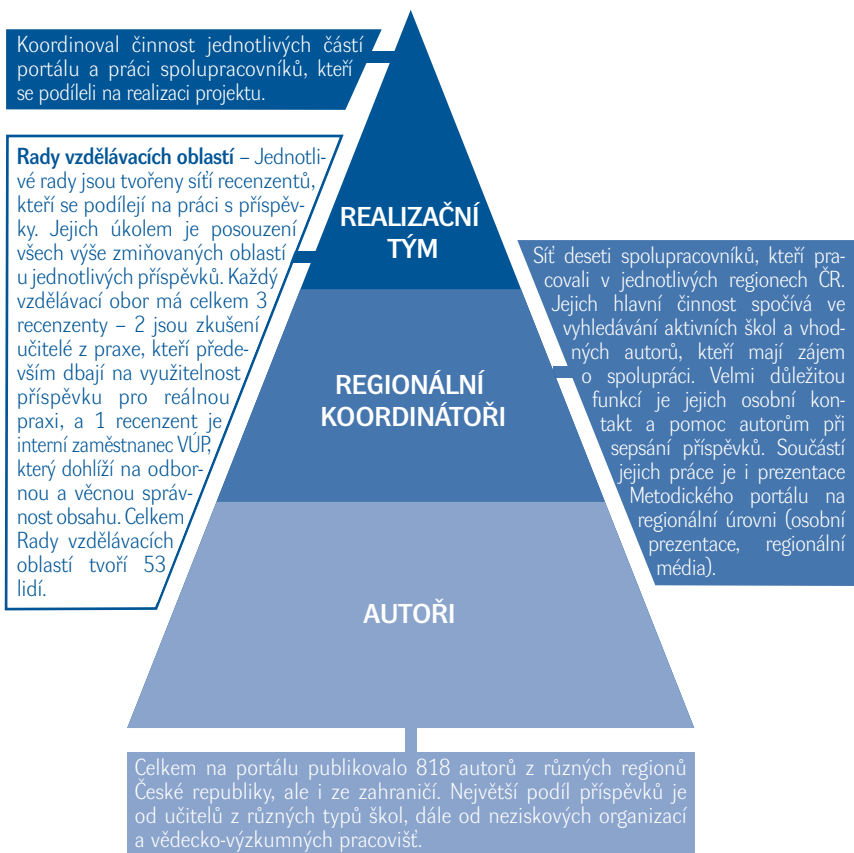 Koordinoval činnost jednotlivých částí
portálu a práci spolupracovníků, kteří
se podíleli na realizaci projektu.
Rady vzdělávacích oblastí – Jednotli-
vé rady jsou tvořeny sítí recenzentů,
kteří se podílejí na práci s příspěv-
ky. Jejich úkolem je posouzení
všech výše zmiňovaných oblastí
u jednotlivých příspěvků. Každý
vzdělávací obor má celkem 3
recenzenty – 2 jsou zkušení
učitelé z praxe, kteří přede-
vším dbají na využitelnost
příspěvku pro reálnou
praxi, a 1 recenzent je
interní zaměstnanec VÚP,
který dohlíží na odbor-
nou a věcnou správ-
nost obsahu. Celkem
Rady vzdělávacích
oblastí tvoří 53
lidí.
REALIZAČNÍ
TÝM
REGIONÁLNÍ
KOORDINÁTOŘI
AUTOŘI
Síť deseti spolupracovníků, kteří pra-
covali v jednotlivých regionech ČR.
Jejich hlavní činnost spočívá ve
vyhledávání aktivních škol a vhod-
ných autorů, kteří mají zájem
o spolupráci. Velmi důležitou
funkcí je jejich osobní kon-
takt a pomoc autorům při
sepsání příspěvků. Součástí
jejich práce je i prezentace
Metodického portálu na
regionální úrovni (osobní
prezentace, regionální
média).
Celkem na portálu publikovalo 818 autorů z různých regionů
České republiky, ale i ze zahraničí. Největší podíl příspěvků je
od učitelů z různých typů škol, dále od neziskových organizací
a vědecko-výzkumných pracovišť.